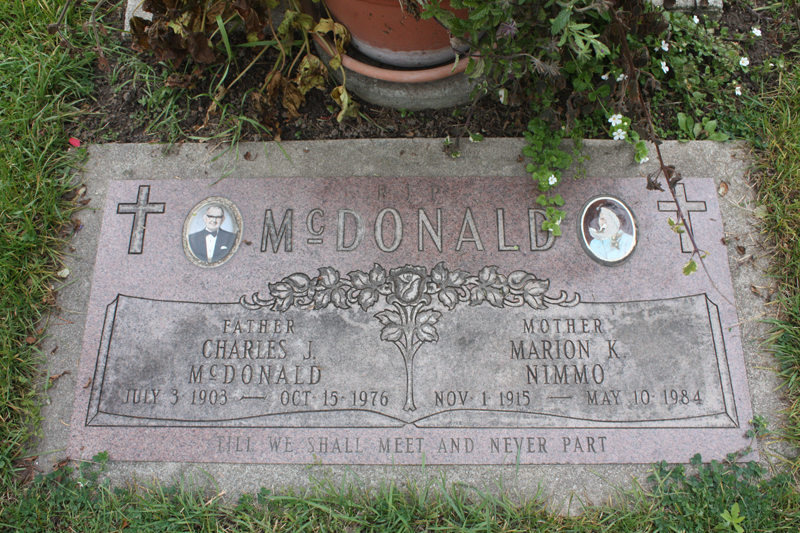 R.I.P.
McDONALD
FATHER
CHARLES J.
McDONALD
JULY 3 1903 — OCT 15 1976
MOTHER
MARION K.
NIMMO
NOV 1 1915 — MAY 10 1984
TILL WE SHALL MEET AND NEVER PART